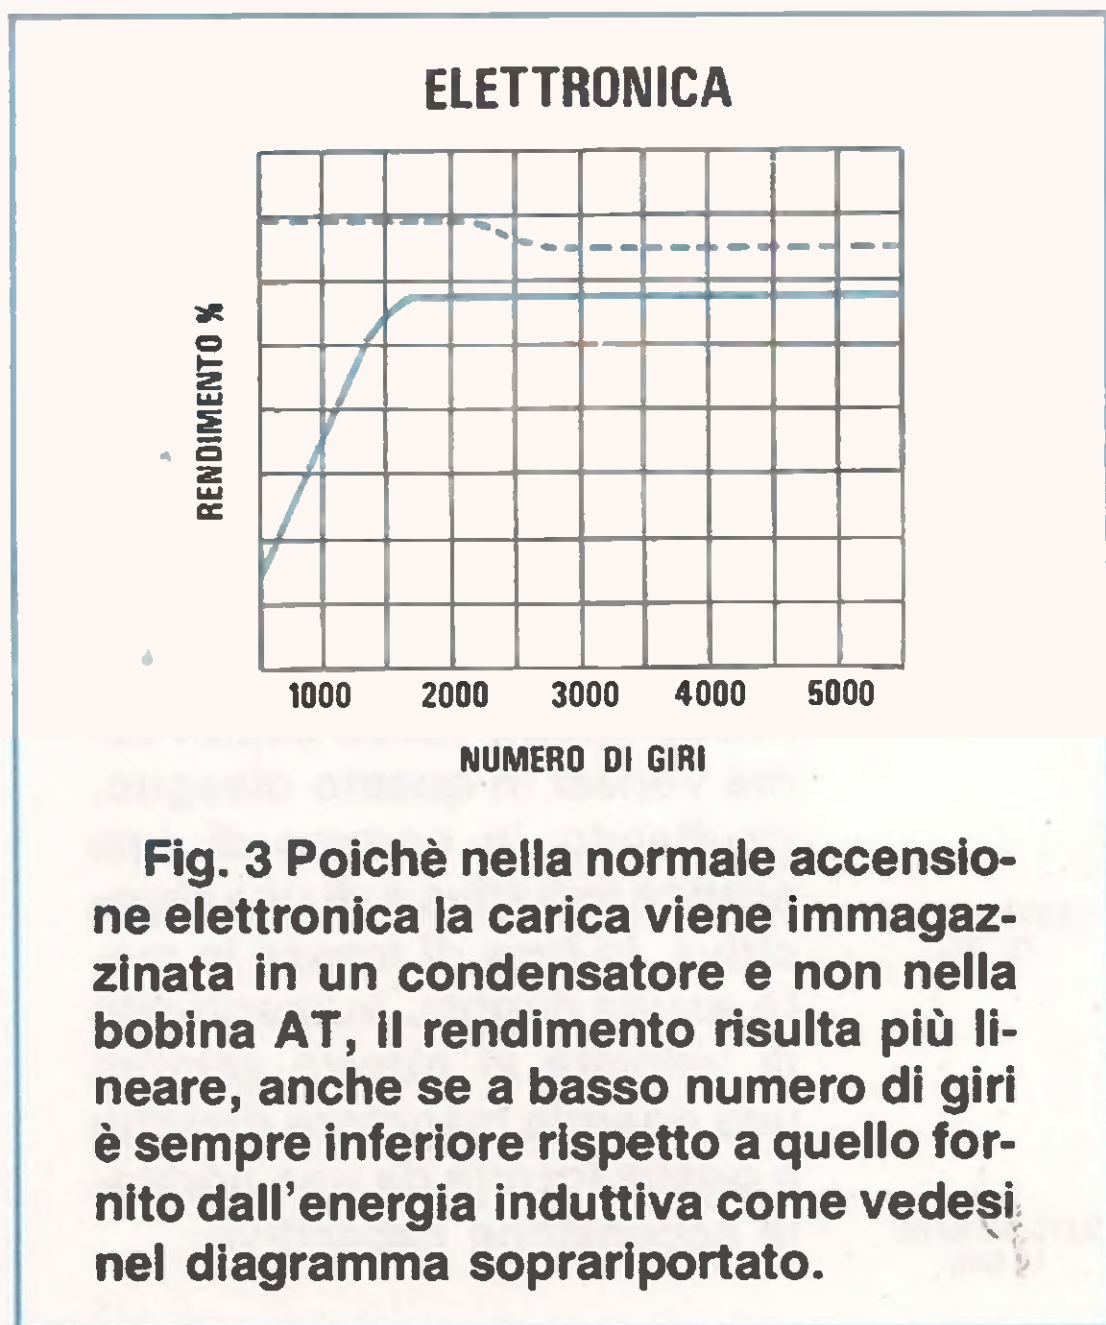 ELETTRONICA
RENDIMENTO %
1000 2000 3000 4000 5000
NUMERO DI GIRI
Fig. 3 Poichè nella normale accensio-
ne elettronica la carica viene immagaz-
zinata in un condensatore e non nella
bobina AT, il rendimento risulta più li-
neare, anche se a basso numero di giri
è sempre inferiore rispetto a quello for-
nito dall'energia induttiva come vedesi
nel diagramma soprariportato.